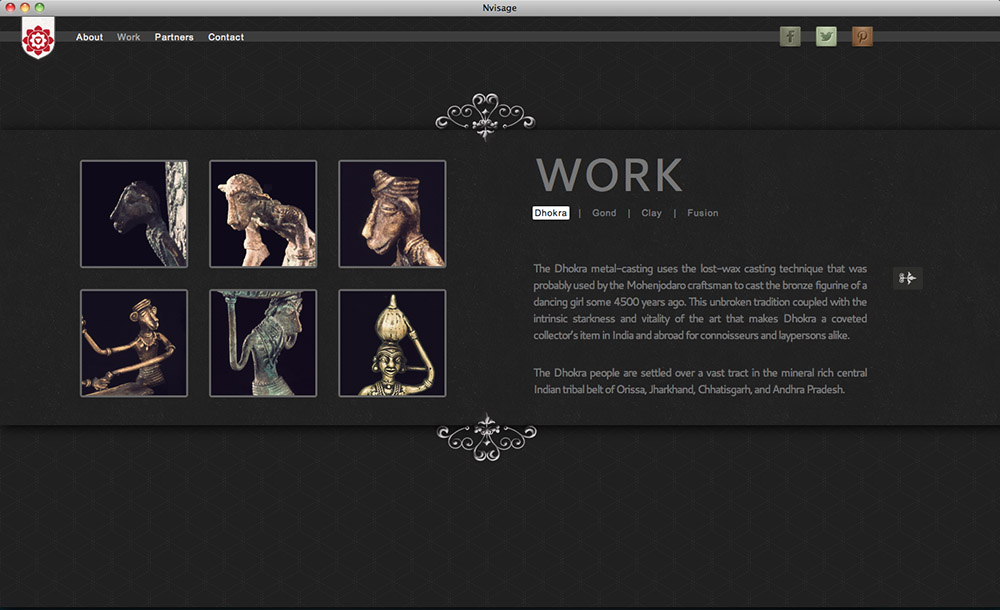 Nvisage
About Work Partners Contact
WORK
Dhokra | Gond | Clay | Fusion
The Dhokra metal-casting uses the lost-wax casting technique that was
probably used by the Mohenjodaro craftsman to cast the bronze figurine of a
dancing girl some 4500 years ago. This unbroken tradition coupled with the
intrinsic starkness and vitality of the art that makes Dhokra a coveted
collector's item in India and abroad for connoisseurs and laypersons alike.
The Dhokra people are settled over a vast tract in the mineral rich central
Indian tribal belt of Orissa, Jharkhand, Chhatisgarh, and Andhra Pradesh.